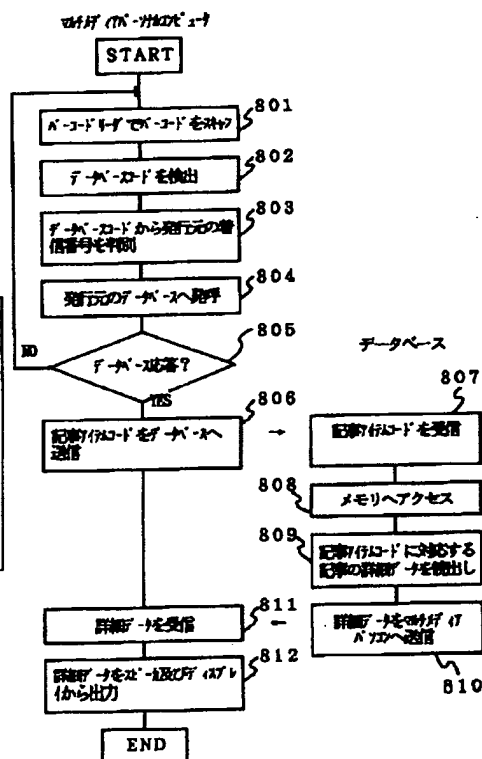 マルチメディアパーソナルコンピュータ
START
801
バーコードリーダでバーコードをスキャン
802
データベースコードを検出
803
データベースコードから発行元の着
信番号を判別
804
発行元のデータベースへ発呼
805
データベース応答?
NO
YES
806
記事アイテムコードをデータベースへ
送信
→
データベース
807
記事アイテムコードを受信
808
メモリへアクセス
809
記事アイテムコードに対応する
記事の詳細データを検出し
811
詳細データを受信
←
詳細データをマルチメディア
パソコンへ送信
810
812
詳細データをスピーカ及びディスプレ
イから出力
END